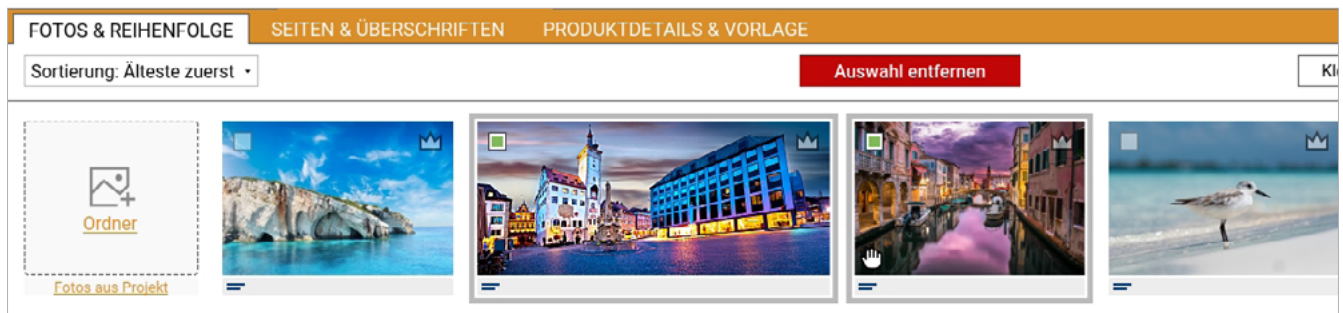 FOTOS & REIHENFOLGE SEITEN & ÜBERSCHRIFTEN PRODUKTDETAILS & VORLAGE
Sortierung: Älteste zuerst Auswahl entfernen
Ordner
Fotos aus Projekt